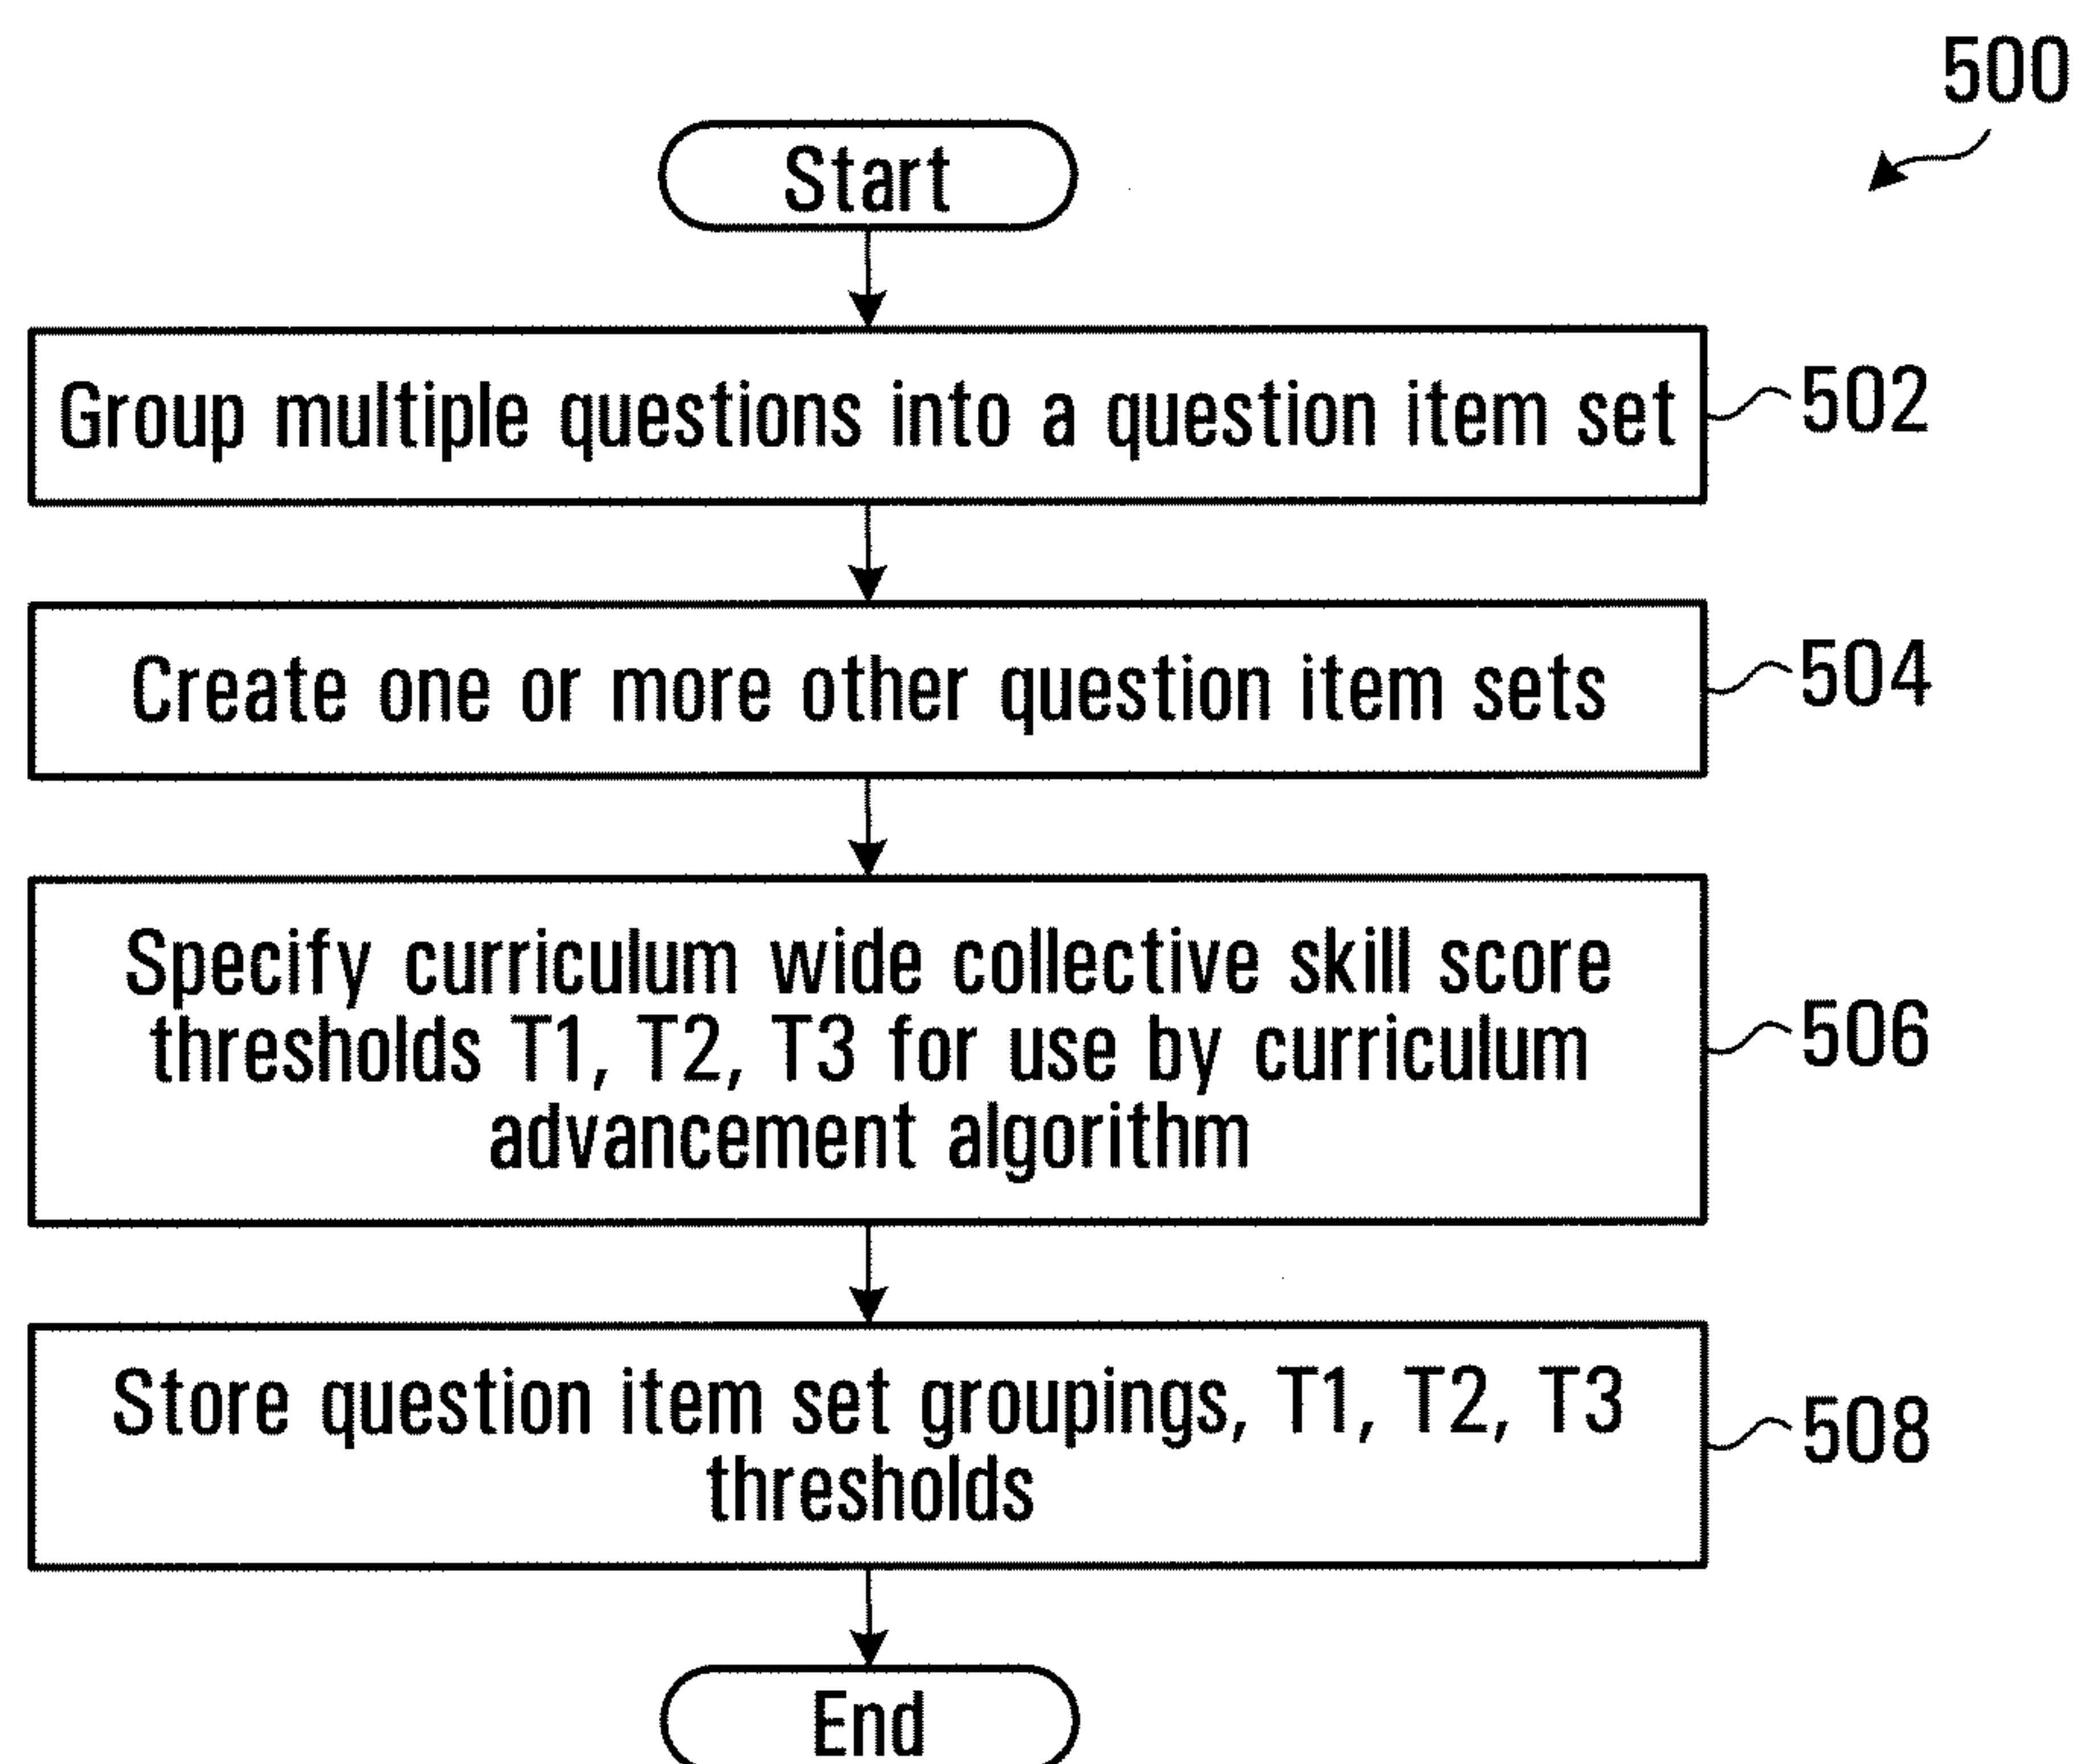 500
Start
Group multiple questions into a question item set
502
Create one or more other question item sets
504
Specify curriculum wide collective skill score
thresholds T1, T2, T3 for use by curriculum
advancement algorithm
506
Store question item set groupings, T1, T2, T3
thresholds
508
End